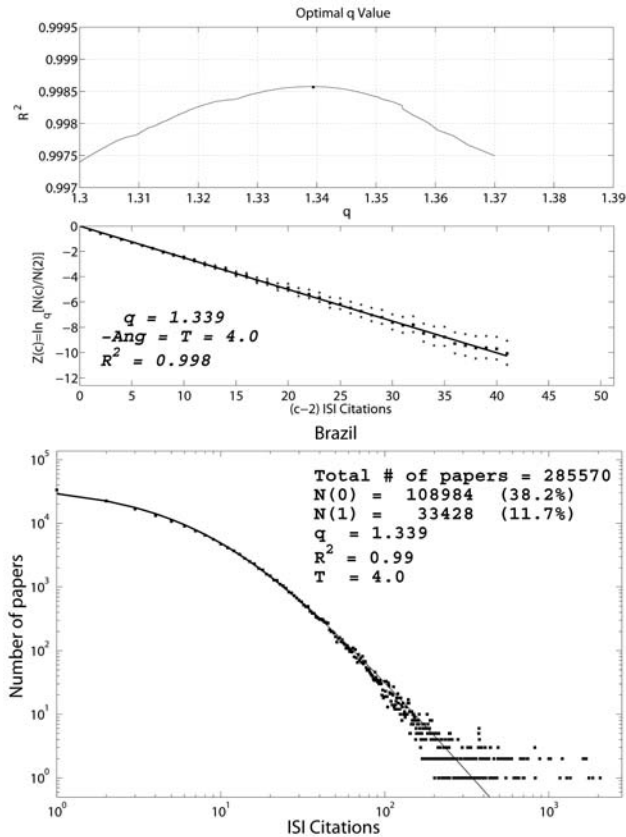 Optimal q Value
0.9995
0.999
0.9985
0.998
0.9975
0.997
R²
1.3 1.31 1.32 1.33 1.34 1.35 1.36 1.37 1.38 1.39
q
0
−2
−4
−6
−8
−10
−12
Z(c)=ln_q[N(c)/N(2)]
q = 1.339
-Ang = T = 4.0
R² = 0.998
0 5 10 15 20 25 30 35 40 45 50
(c−2) ISI Citations
Brazil
10⁵
10⁴
10³
10²
10¹
10⁰
Number of papers
Total # of papers = 285570
N(0) = 108984 (38.2%)
N(1) = 33428 (11.7%)
q = 1.339
R² = 0.99
T = 4.0
10⁰ 10¹ 10² 10³
ISI Citations